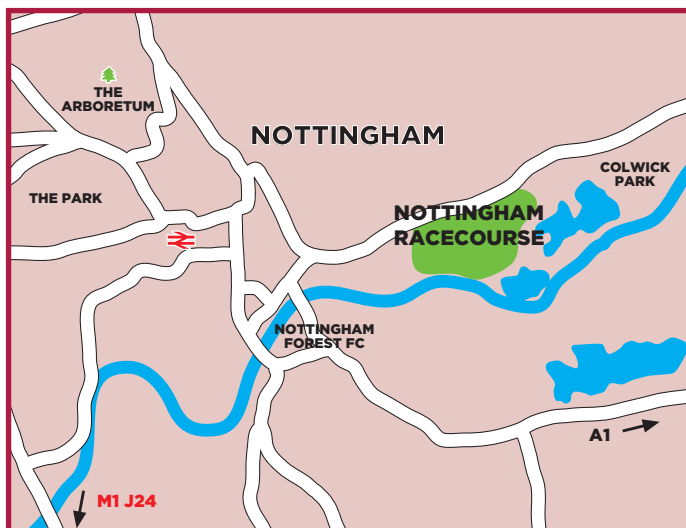 THE
ARBORETUM
NOTTINGHAM
COLWICK
PARK
THE PARK
NOTTINGHAM
RACECOURSE
NOTTINGHAM
FOREST FC
A1
M1 J24